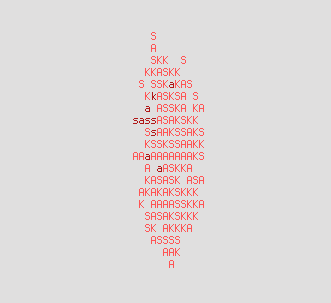 S
A
SKK  S
KKASKK
S SSKaKAS
KkASKSA S
a ASSKA KA
sassASAKSKK
SsAAKSSAKS
KSSKSSAAKK
AAaAAAAAAAKS
A aASKKA
KASASK ASA
AKAKAKSKKK
K AAAASSKKA
SASAKSKKK
SK AKKKA
ASSSS
AAK
A